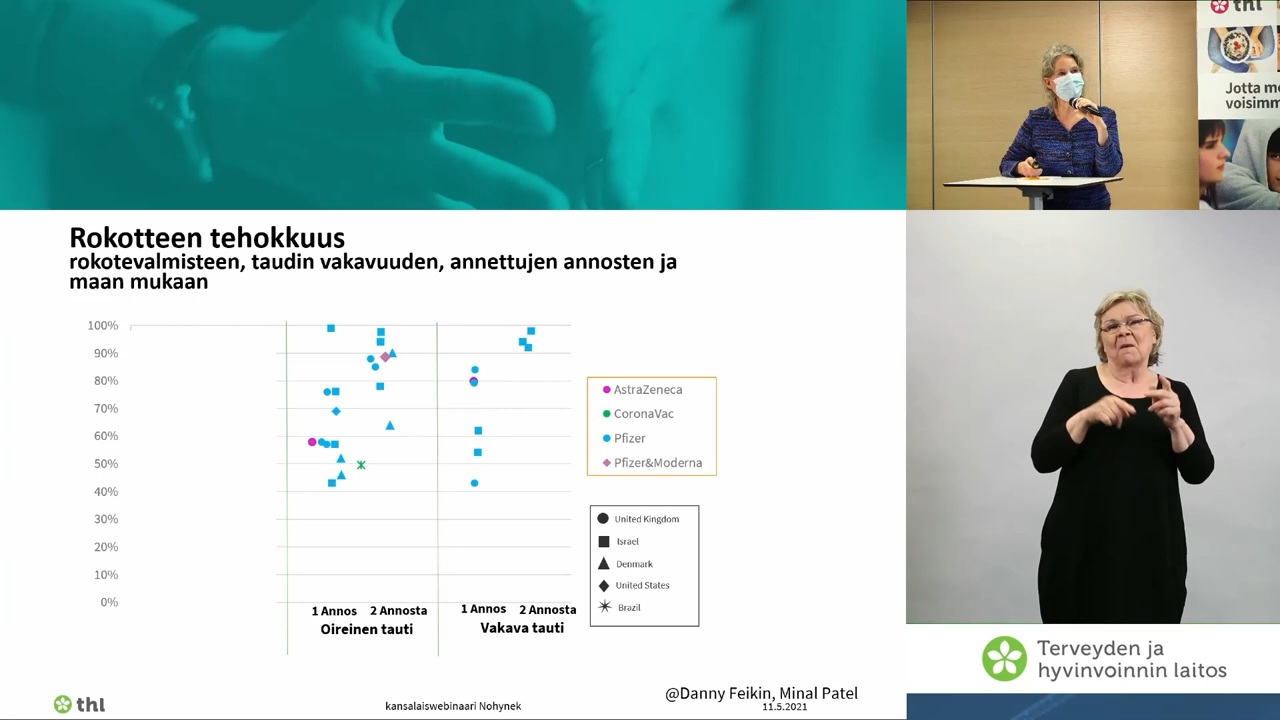 Rokotteen tehokkuus
rokotevalmisteen, taudin vakavuuden, annettujen annosten ja
maan mukaan
100%
90%
80%
70%
60%
50%
40%
30%
20%
10%
0%
1 Annos 2 Annosta
Oireinen tauti
1 Annos 2 Annosta
Vakava tauti
AstraZeneca
CoronaVac
Pfizer
Pfizer&Moderna
United Kingdom
Israel
Denmark
United States
Brazil
thl
kansalaiswebinaari Nohynek
@Danny Feikin, Minal Patel
11.5.2021
thl
Jotta
voisimm
Terveyden ja
hyvinvoinnin laitos